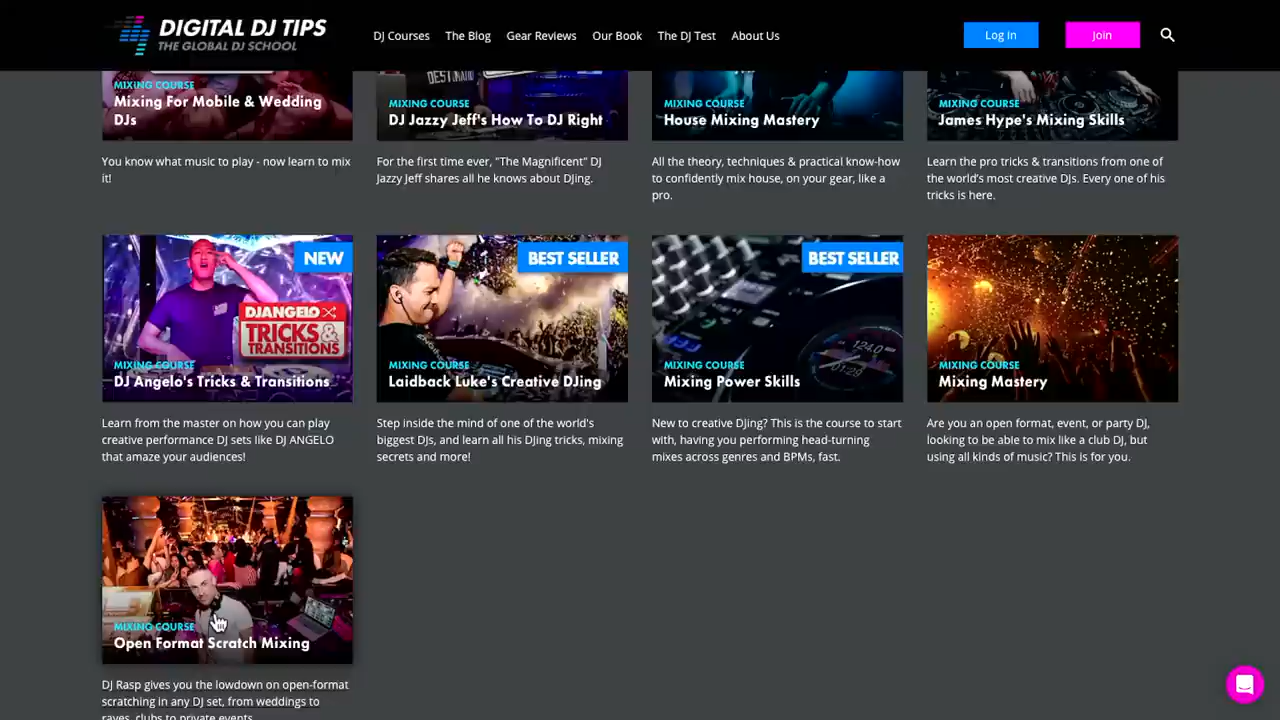 DIGITAL DJ TIPS
THE GLOBAL DJ SCHOOL
DJ Courses
The Blog
Gear Reviews
Our Book
The DJ Test
About Us
Log In
Join
MIXING COURSE
Mixing For Mobile & Wedding
DJs
You know what music to play - now learn to mix
it!
MIXING COURSE
DJ Jazzy Jeff's How To DJ Right
For the first time ever, "The Magnificent" DJ
Jazzy Jeff shares all he knows about DJing.
MIXING COURSE
House Mixing Mastery
All the theory, techniques & practical know-how
to confidently mix house, on your gear, like a
pro.
MIXING COURSE
James Hype's Mixing Skills
Learn the pro tricks & transitions from one of
the world's most creative DJs. Every one of his
tricks is here.
NEW
DJANGELO
TRICKS &
TRANSITIONS
MIXING COURSE
DJ Angelo's Tricks & Transitions
Learn from the master on how you can play
creative performance DJ sets like DJ ANGELO
that amaze your audiences!
BEST SELLER
MIXING COURSE
Laidback Luke's Creative DJing
Step inside the mind of one of the world's
biggest DJs, and learn all his DJing tricks, mixing
secrets and more!
BEST SELLER
124.0
MIXING COURSE
Mixing Power Skills
New to creative DJing? This is the course to start
with, having you performing head-turning
mixes across genres and BPMs, fast.
MIXING COURSE
Mixing Mastery
Are you an open format, event, or party DJ,
looking to be able to mix like a club DJ, but
using all kinds of music? This is for you.
MIXING COURSE
Open Format Scratch Mixing
DJ Rasp gives you the lowdown on open-format
scratching in any DJ set, from weddings to
raves, clubs to private events.